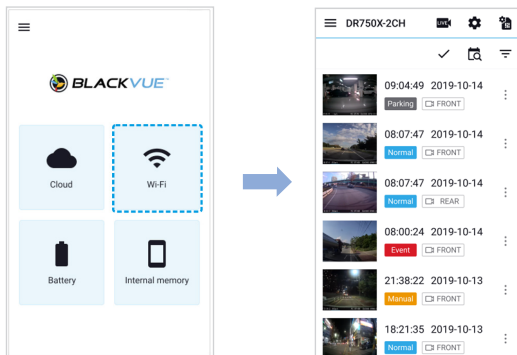 BLACKVUE
Cloud
Wi-Fi
Battery
Internal memory
DR750X-2CH
LIVE
09:04:49 2019-10-14
Parking FRONT
08:07:47 2019-10-14
Normal FRONT
08:07:47 2019-10-14
Normal REAR
08:00:24 2019-10-14
Event FRONT
21:38:22 2019-10-13
Manual FRONT
18:21:35 2019-10-13
Normal FRONT